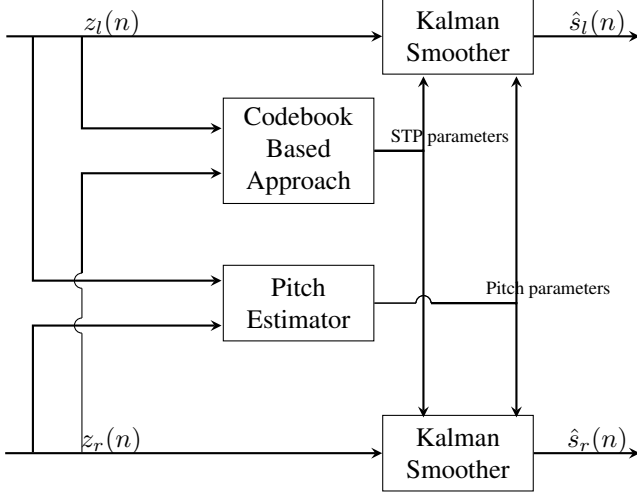 z_l(n)
Kalman
Smoother
ŝ_l(n)
Codebook
Based
Approach
STP parameters
Pitch
Estimator
Pitch parameters
z_r(n)
Kalman
Smoother
ŝ_r(n)